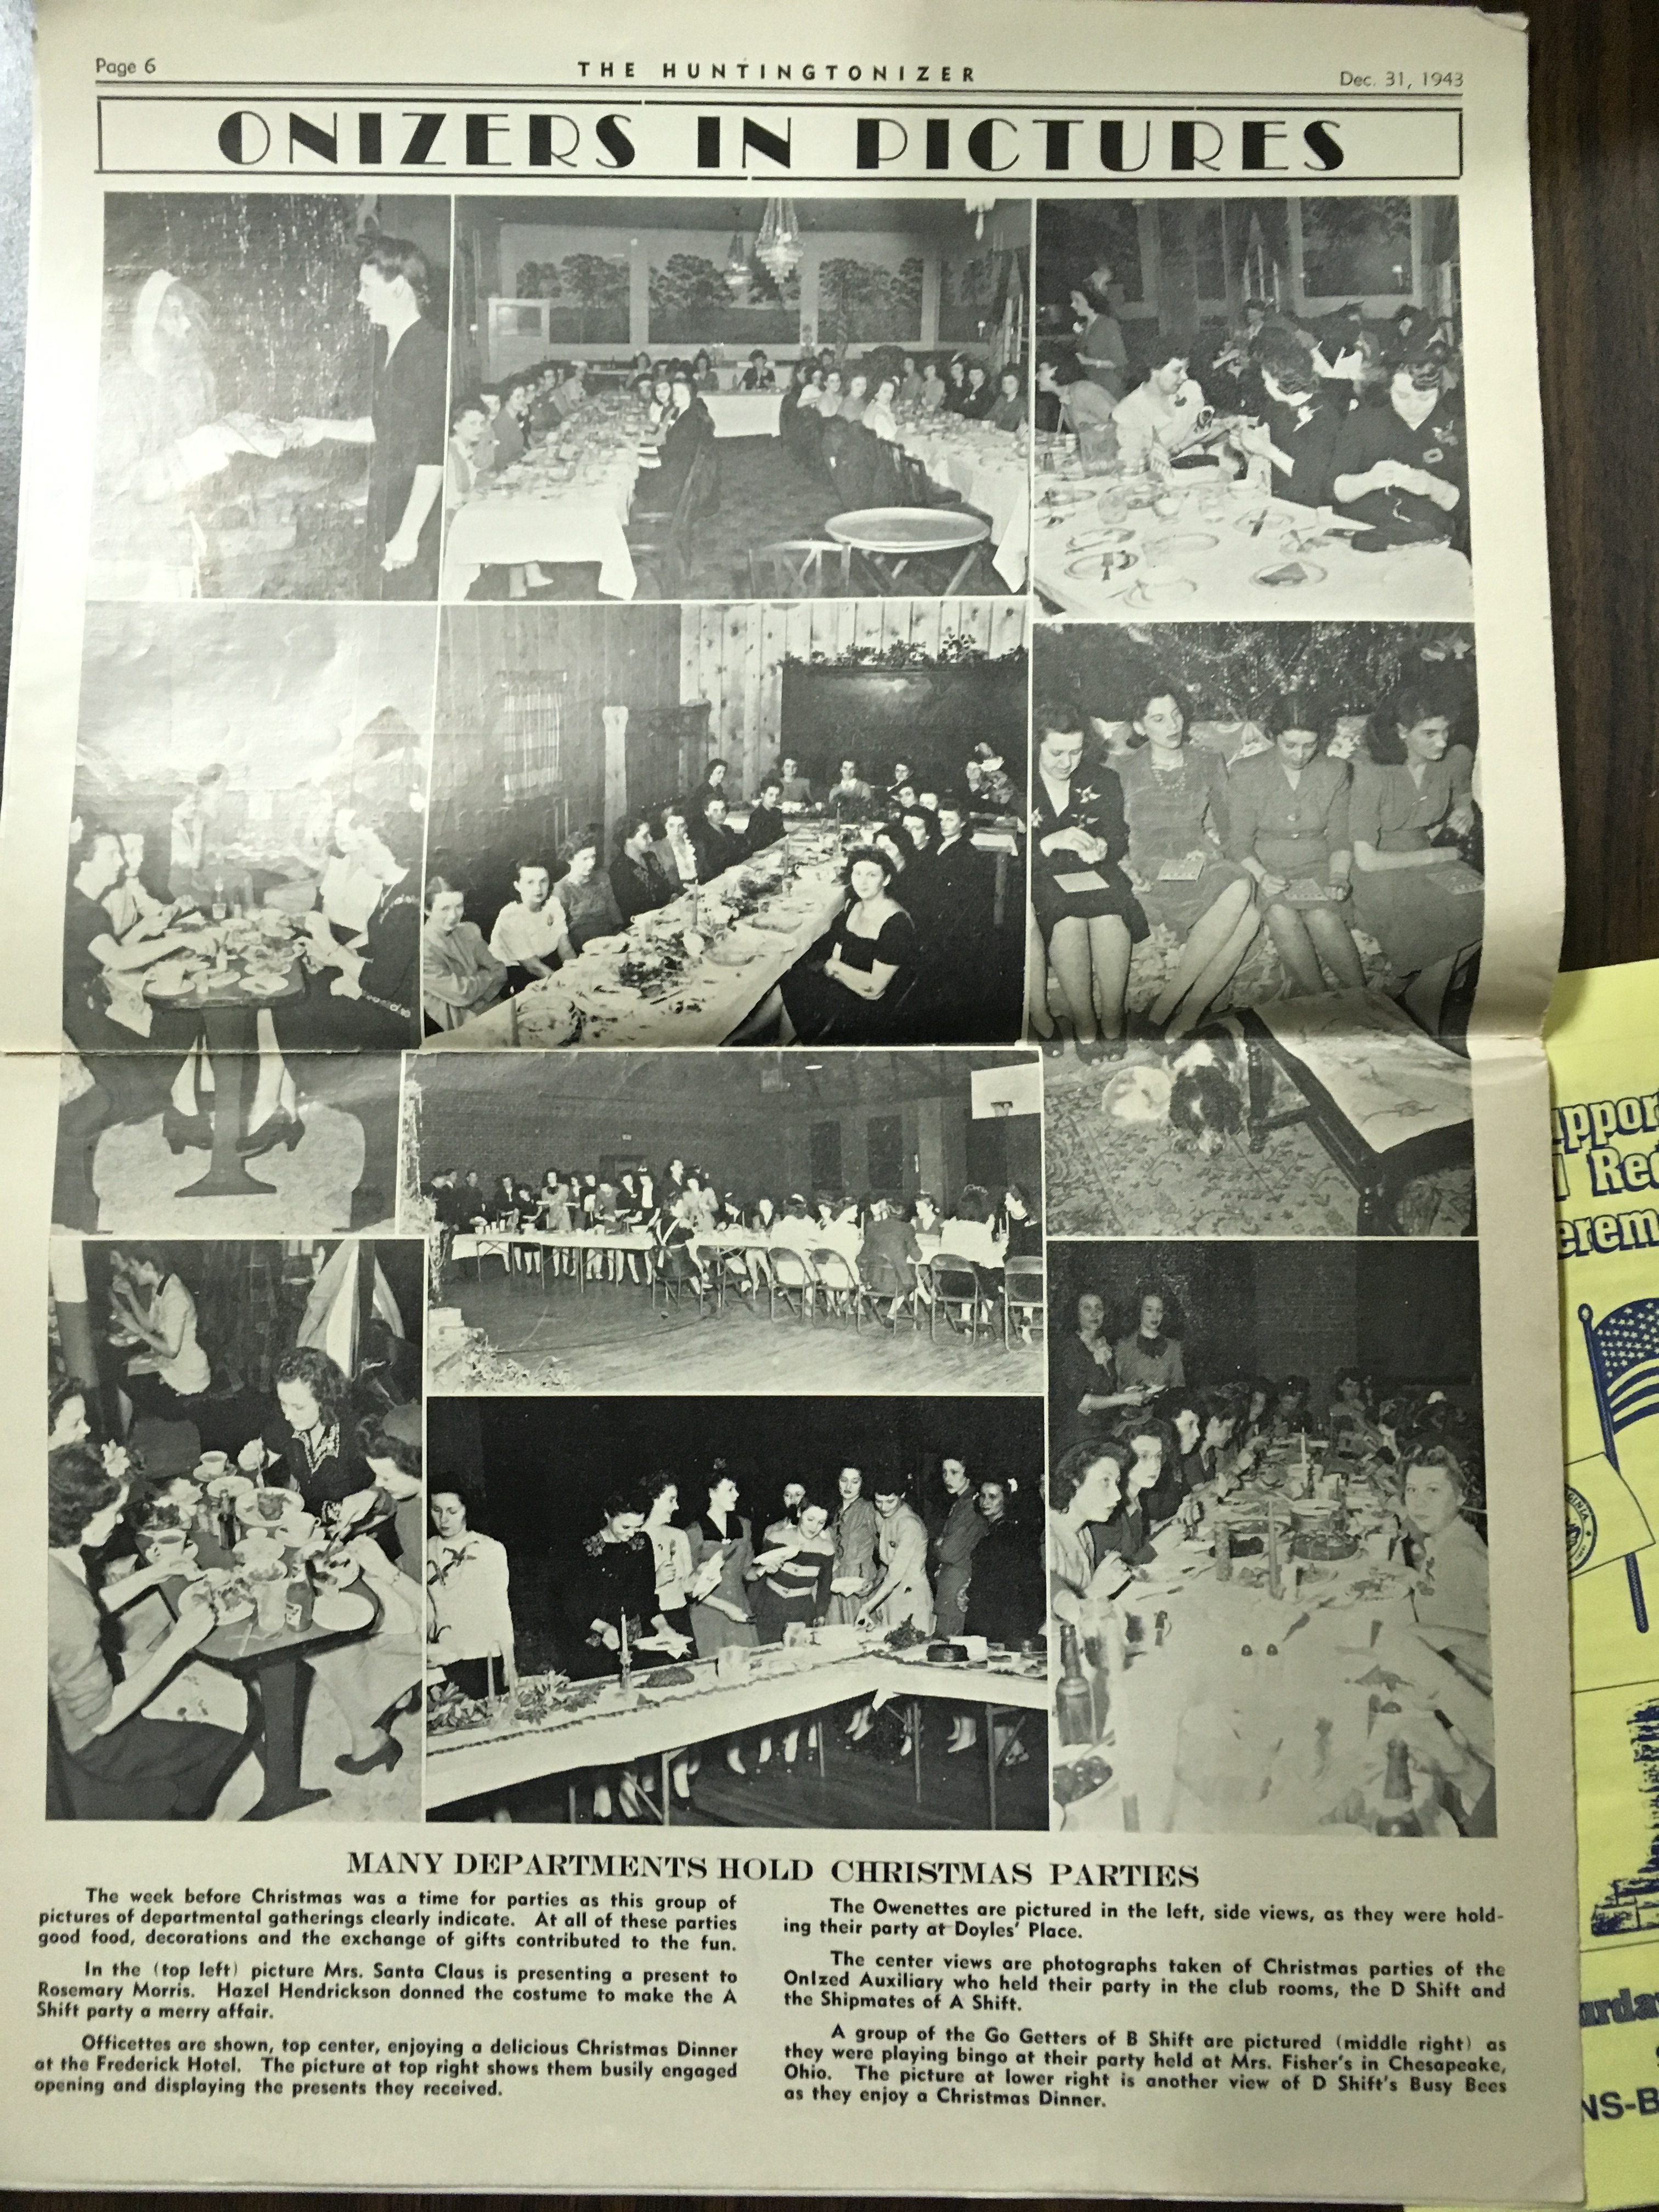 Page 6
THE HUNTINGTONIZER
Dec. 31, 1943
ONIZERS IN PICTURES
MANY DEPARTMENTS HOLD CHRISTMAS PARTIES
The week before Christmas was a time for parties as this group of
pictures of departmental gatherings clearly indicate. At all of these parties
good food, decorations and the exchange of gifts contributed to the fun.
In the (top left) picture Mrs. Santa Claus is presenting a present to
Rosemary Morris. Hazel Hendrickson donned the costume to make the A
Shift party a merry affair.
Officettes are shown, top center, enjoying a delicious Christmas Dinner
at the Frederick Hotel. The picture at top right shows them busily engaged
opening and displaying the presents they received.
The Owenettes are pictured in the left, side views, as they were hold-
ing their party at Doyles' Place.
The center views are photographs taken of Christmas parties of the
OnIzed Auxiliary who held their party in the club rooms, the D Shift and
the Shipmates of A Shift.
A group of the Go Getters of B Shift are pictured (middle right) as
they were playing bingo at their party held at Mrs. Fisher's in Chesapeake,
Ohio. The picture at lower right is another view of D Shift's Busy Bees
as they enjoy a Christmas Dinner.
ppor
Red
erem
urda
NS-B